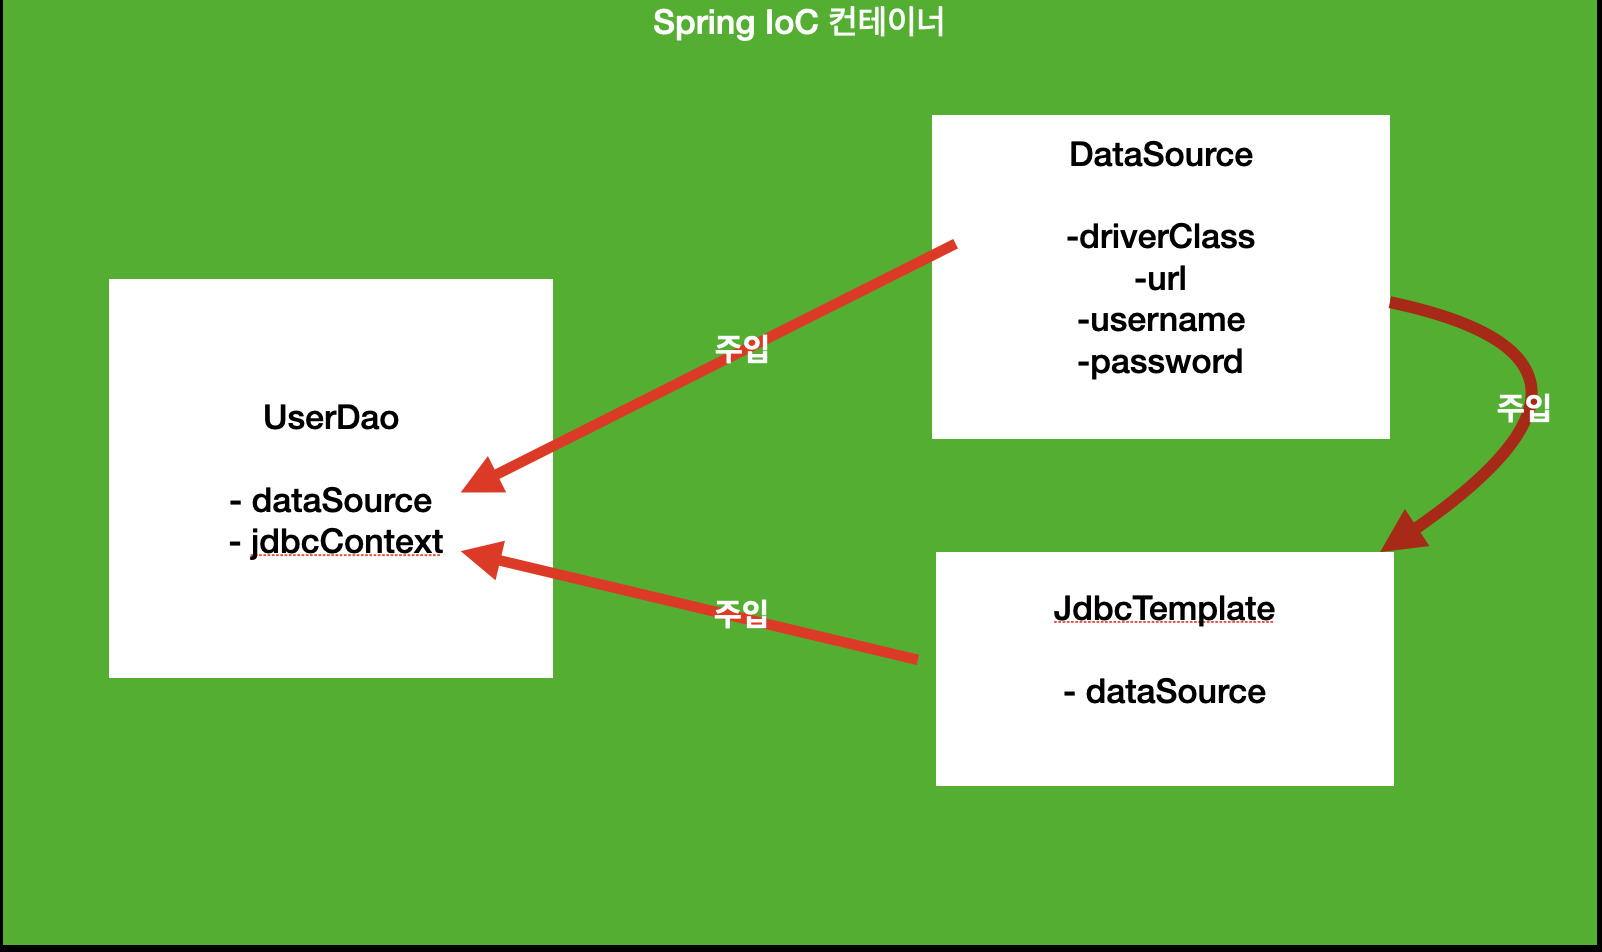 Spring IoC 컨테이너
DataSource
-driverClass
-url
-username
-password
주입
주입
UserDao
- dataSource
- jdbcContext
주입
JdbcTemplate
- dataSource